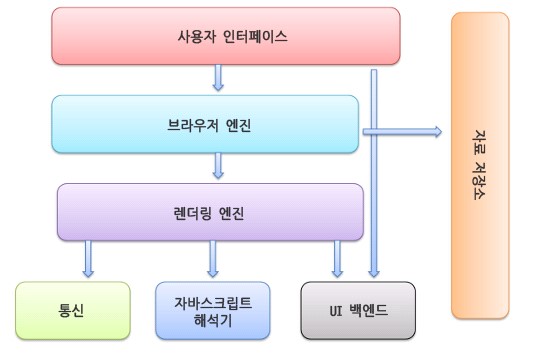 사용자 인터페이스
브라우저 엔진
자료 저장소
렌더링 엔진
통신
자바스크립트
해석기
UI 백엔드